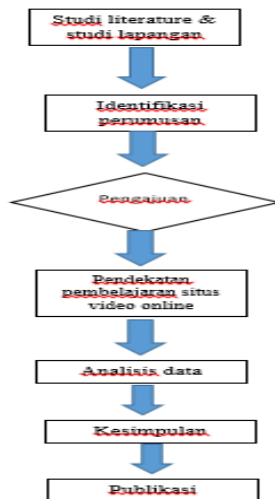 Studi literature &
studi lapangan
Identifikasi
perumusan
Pengajuan
Pendekatan
pembelajaran situs
video online
Analisis data
Kesimpulan
Publikasi